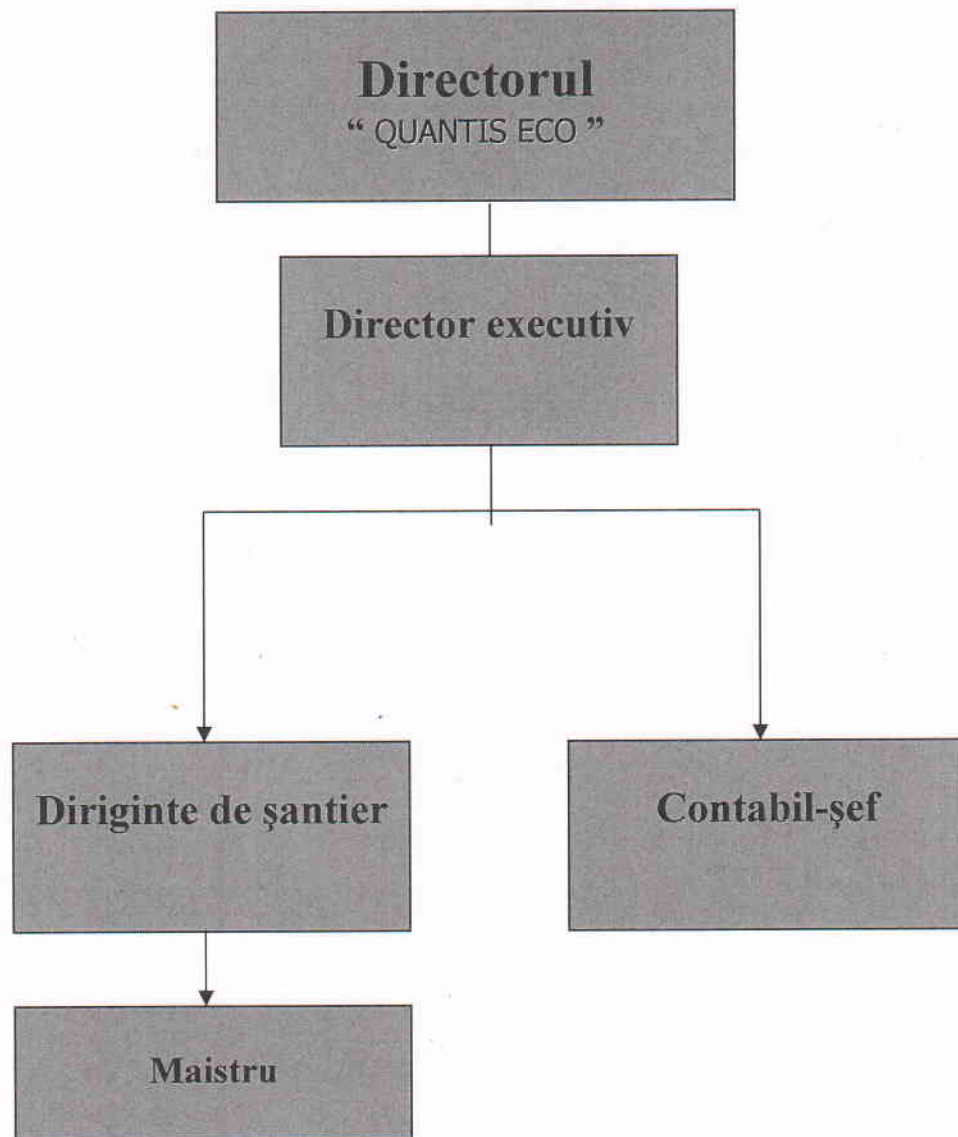 Directorul
“ QUANTIS ECO ”
Director executiv
Diriginte de şantier
Contabil-şef
Maistru